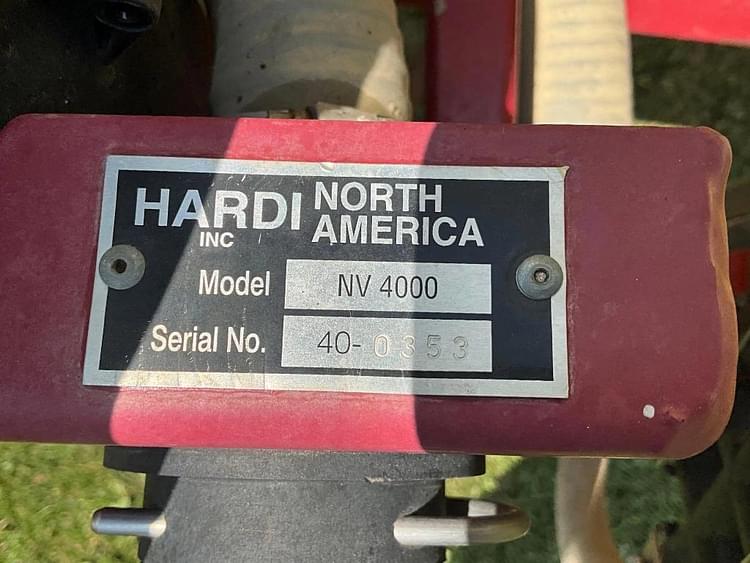 HARDI NORTH
INC AMERICA
Model NV 4000
Serial No. 40-0353